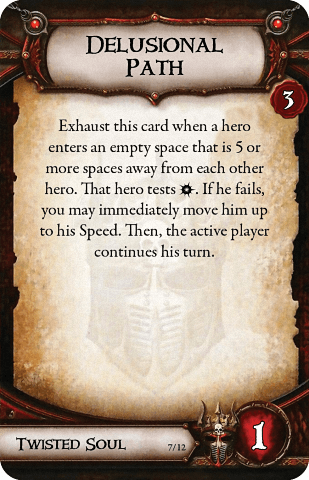 Delusional
Path
3
Exhaust this card when a hero
enters an empty space that is 5 or
more spaces away from each other
hero. That hero tests . If he fails,
you may immediately move him up
to his Speed. Then, the active player
continues his turn.
Twisted Soul
7/12
1